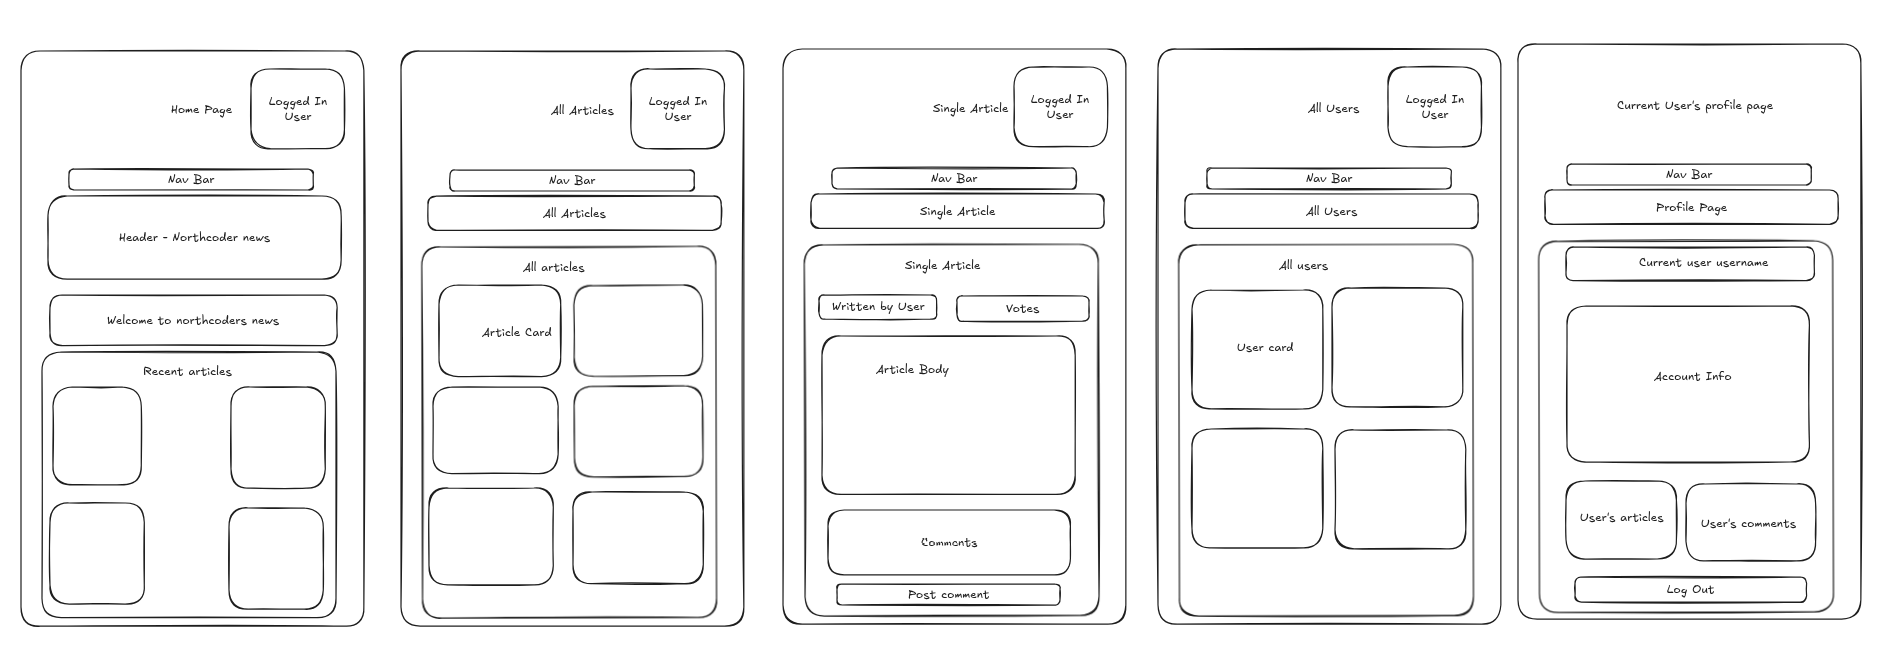 Home Page
Logged In
User
Nav Bar
Header - Northcoder news
Welcome to northcoders news
Recent articles
All Articles
Logged In
User
Nav Bar
All Articles
All articles
Article Card
Single Article
Logged In
User
Nav Bar
Single Article
Single Article
Written by User
Votes
Article Body
Comments
Post comment
All Users
Logged In
User
Nav Bar
All Users
All users
User card
Current User's profile page
Nav Bar
Profile Page
Current user username
Account Info
User's articles
User's comments
Log Out